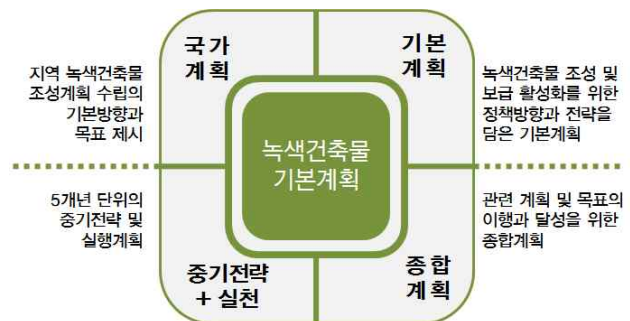 국가
계획
기본
계획
지역 녹색건축물
조성계획 수립의
기본방향과
목표 제시
녹색건축물 조성 및
보급 활성화를 위한
정책방향과 전략을
담은 기본계획
녹색건축물
기본계획
5개년 단위의
중기전략 및
실행계획
관련 계획 및 목표의
이행과 달성을 위한
종합계획
중기전략
+ 실천
종합
계획